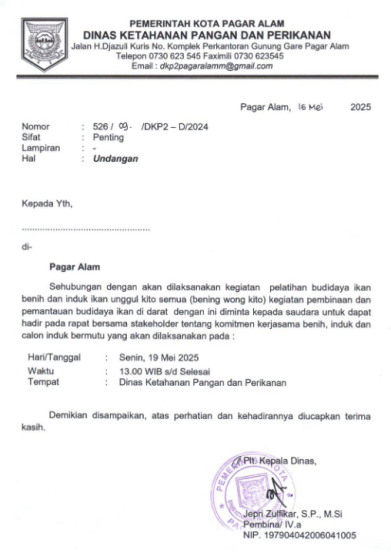 PEMERINTAH KOTA PAGAR ALAM
DINAS KETAHANAN PANGAN DAN PERIKANAN
Jalan H.Djazuli Kuris No. Komplek Perkantoran Gunung Gare Pagar Alam
Telepon 0730 623 545 Faximili 0730 623545
Email : dkp2pagaralamm@gmail.com
Pagar Alam, 16 Mei 2025
Nomor : 526 / 09. /DKP2 – D/2024
Sifat : Penting
Lampiran : -
Hal : Undangan
Kepada Yth,
di-
Pagar Alam
Sehubungan dengan akan dilaksanakan kegiatan pelatihan budidaya ikan
benih dan induk ikan unggul kito semua (bening wong kito) kegiatan pembinaan dan
pemantauan budidaya ikan di darat dengan ini diminta kepada saudara untuk dapat
hadir pada rapat bersama stakeholder tentang komitmen kerjasama benih, induk dan
calon induk bermutu yang akan dilaksanakan pada :
Hari/Tanggal : Senin, 19 Mei 2025
Waktu : 13.00 WIB s/d Selesai
Tempat : Dinas Ketahanan Pangan dan Perikanan
Demikian disampaikan, atas perhatian dan kehadirannya diucapkan terima
kasih.
Plt. Kepala Dinas,
Jepri Zulfikar, S.P., M.Si
Pembina/ IV.a
NIP. 197904042006041005